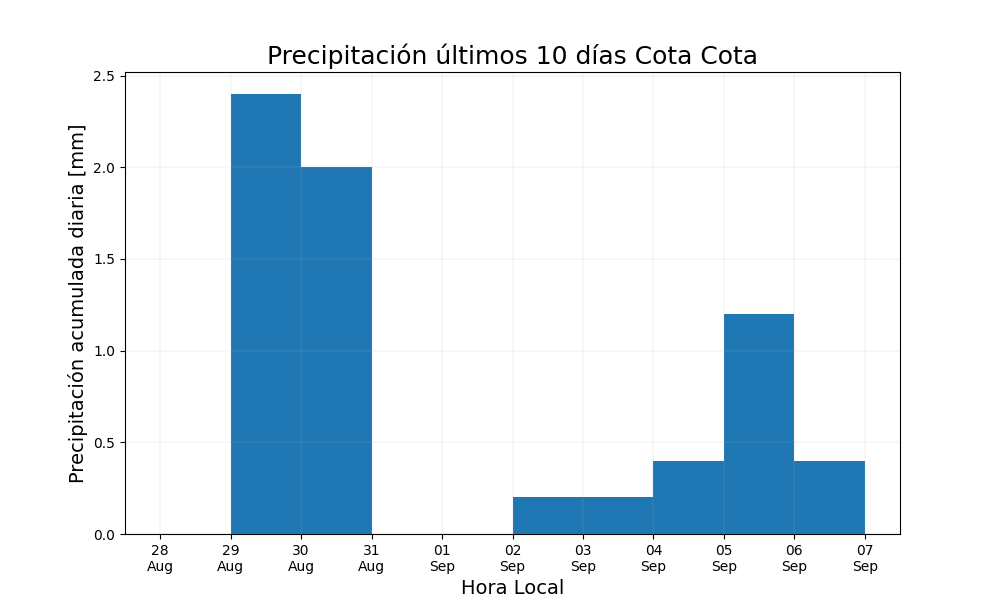 Precipitación últimos 10 días Cota Cota
Precipitación acumulada diaria [mm]
2.5
2.0
1.5
1.0
0.5
0.0
28 29 30 31 01 02 03 04 05 06 07
Aug Aug Aug Aug Sep Sep Sep Sep Sep Sep Sep
Hora Local